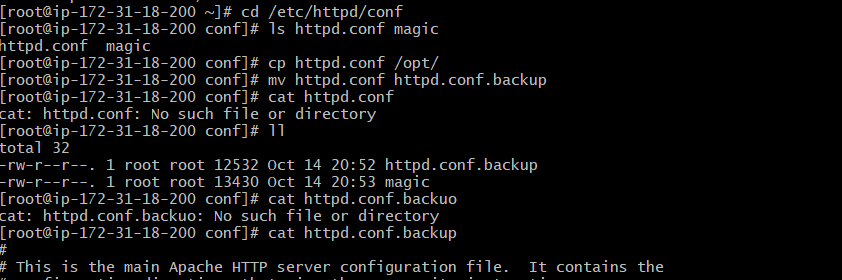 [root@ip-172-31-18-200 ~]# cd /etc/httpd/conf
[root@ip-172-31-18-200 conf]# ls httpd.conf magic
httpd.conf  magic
[root@ip-172-31-18-200 conf]# cp httpd.conf /opt/
[root@ip-172-31-18-200 conf]# mv httpd.conf httpd.conf.backup
[root@ip-172-31-18-200 conf]# cat httpd.conf
cat: httpd.conf: No such file or directory
[root@ip-172-31-18-200 conf]# ll
total 32
-rw-r--r--. 1 root root 12532 Oct 14 20:52 httpd.conf.backup
-rw-r--r--. 1 root root 13430 Oct 14 20:53 magic
[root@ip-172-31-18-200 conf]# cat httpd.conf.backuo
cat: httpd.conf.backuo: No such file or directory
[root@ip-172-31-18-200 conf]# cat httpd.conf.backup
#
# This is the main Apache HTTP server configuration file.  It contains the